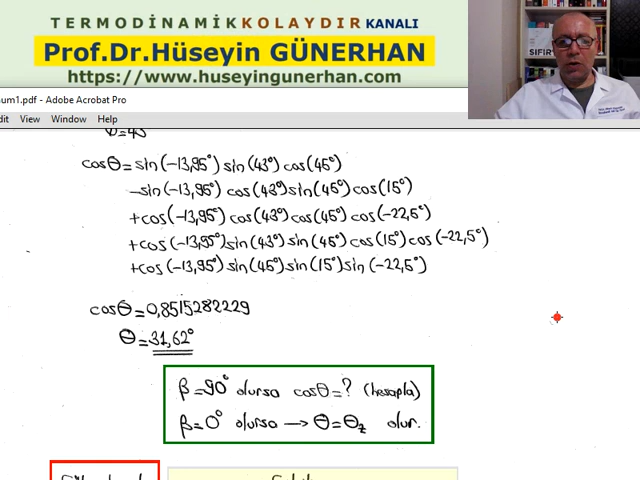 TERMODİNAMİKKOLAYDIR KANALI
Prof.Dr.Hüseyin GÜNERHAN
https://www.huseyingunerhan.com
num1.pdf - Adobe Acrobat Pro
dit View Window Help
cosθ=sin(-13,95°)sin(43°)cos(45°)
-sin(-13,95°)cos(43°)sin(45°)cos(15°)
+cos(-13,95°)cos(43°)cos(45°)cos(-22,5°)
+cos(-13,95°)sin(43°)sin(45°)cos(15°)cos(-22,5°)
+cos(-13,95°)sin(45°)sin(15°)sin(-22,5°)
cosθ=0,8515282229
θ=31,62°
β=90° olursa cosθ=? (hesapla)
β=0° olursa → θ=θz olur.
SIFIR